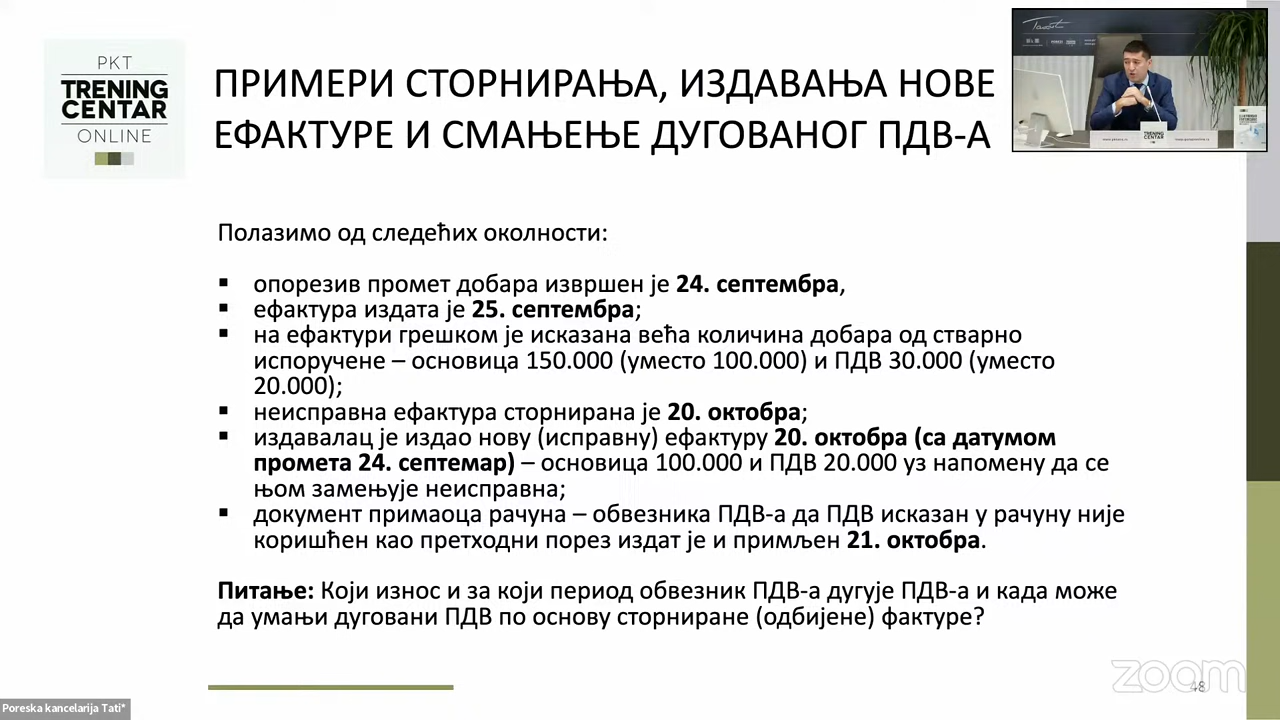 PKT
TRENING
CENTAR
ONLINE
ПРИМЕРИ СТОРНИРАЊА, ИЗДАВАЊА НОВЕ
ЕФАКТУРЕ И СМАЊЕЊЕ ДУГОВАНОГ ПДВ-А
TRENING
CENTAR
Полазимо од следећих околности:
▪ опорезив промет добара извршен је 24. септембра,
▪ ефактура издата је 25. септембра;
▪ на ефактури грешком је исказана већа количина добара од стварно
испоручене – основица 150.000 (уместо 100.000) и ПДВ 30.000 (уместо
20.000);
▪ неисправна ефактура сторнирана је 20. октобра;
▪ издавалац је издао нову (исправну) ефактуру 20. октобра (са датумом
промета 24. септемар) – основица 100.000 и ПДВ 20.000 уз напомену да се
њом замењује неисправна;
▪ документ примаоца рачуна – обвезника ПДВ-а да ПДВ исказан у рачуну није
коришћен као претходни порез издат је и примљен 21. октобра.
Питање: Који износ и за који период обвезник ПДВ-а дугује ПДВ-а и када може
да умањи дуговани ПДВ по основу сторниране (одбијене) фактуре?
zoom
48
Poreska kancelarija Tati*